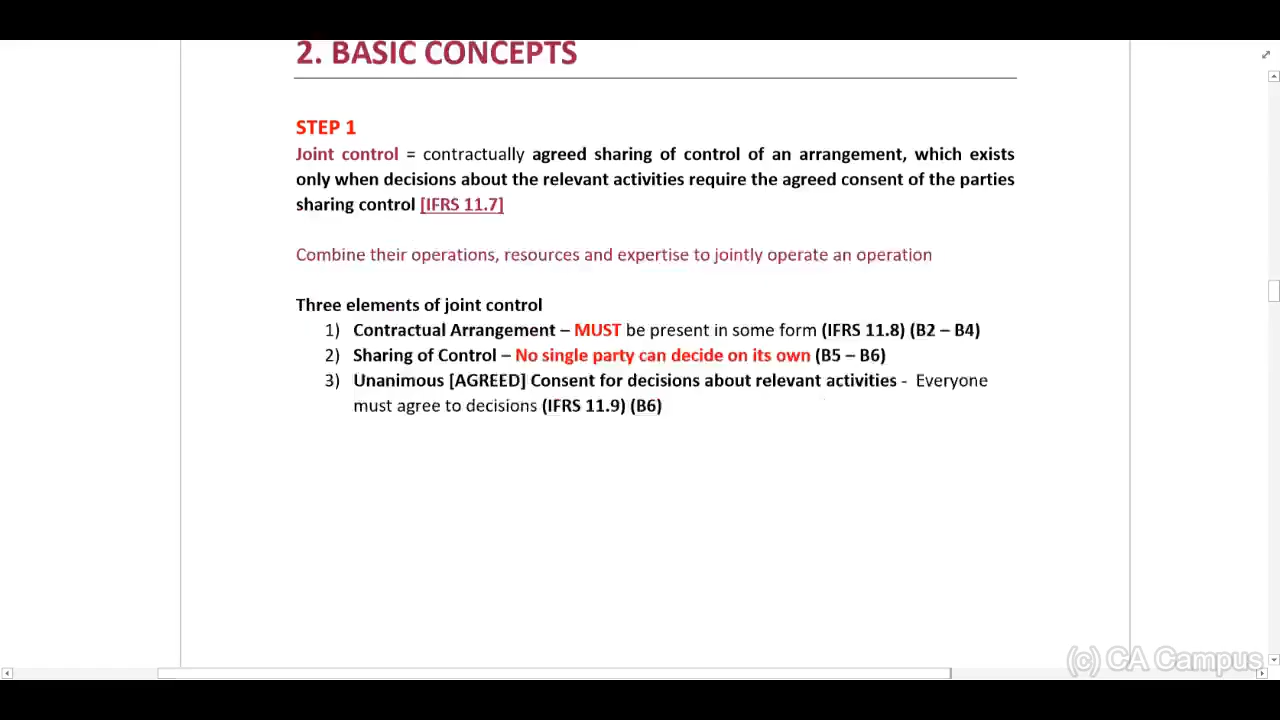 2. BASIC CONCEPTS
STEP 1
Joint control = contractually agreed sharing of control of an arrangement, which exists
only when decisions about the relevant activities require the agreed consent of the parties
sharing control [IFRS 11.7]
Combine their operations, resources and expertise to jointly operate an operation
Three elements of joint control
1) Contractual Arrangement – MUST be present in some form (IFRS 11.8) (B2 – B4)
2) Sharing of Control – No single party can decide on its own (B5 – B6)
3) Unanimous [AGREED] Consent for decisions about relevant activities - Everyone
must agree to decisions (IFRS 11.9) (B6)
(c) CA Campus